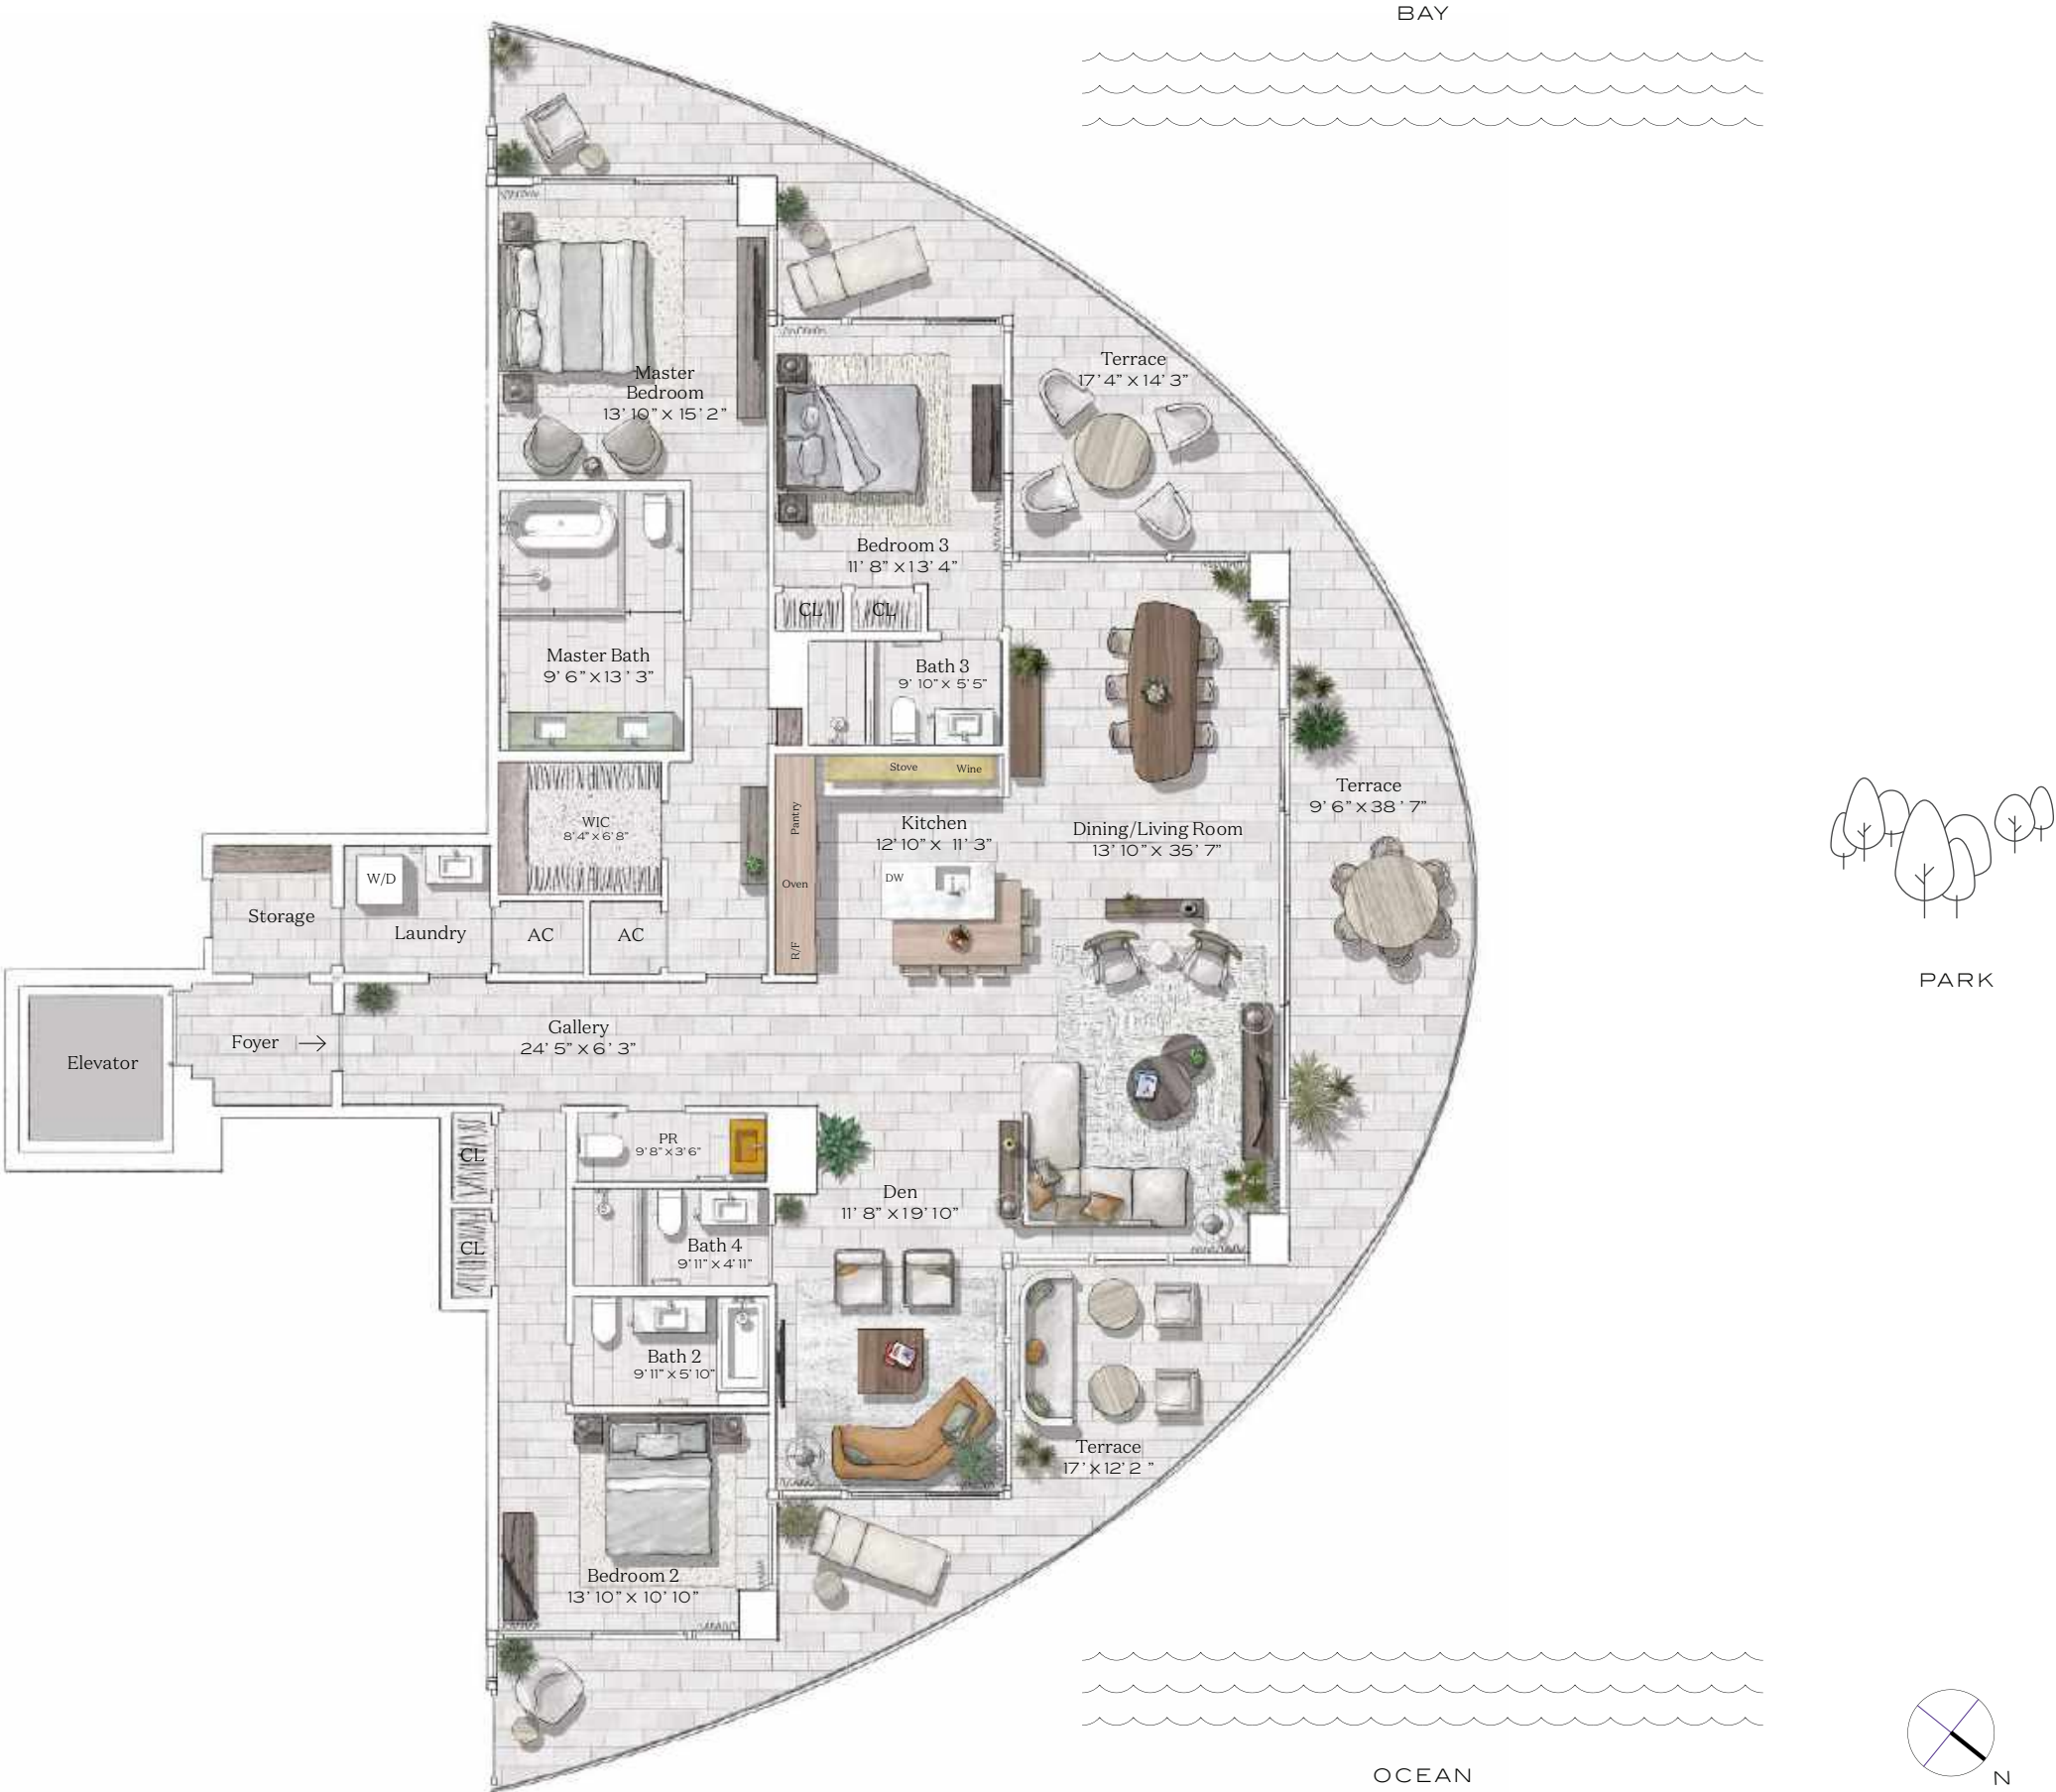 BAY
Terrace
17' 4" X 14' 3"
Master
Bedroom
13' 10" X 15' 2"
Bedroom 3
11' 8" X 13' 4"
CL
CL
Master Bath
9' 6" X 13' 3"
Bath 3
9' 10" X 5' 5"
Stove
Wine
Pantry
Oven
R/F
WIC
8' 4" X 6' 8"
Kitchen
12' 10" X 11' 3"
DW
Dining/Living Room
13' 10" X 35' 7"
Terrace
9' 6" X 38' 7"
W/D
Storage
Laundry
AC
AC
PARK
Elevator
Foyer →
Gallery
24' 5" X 6' 3"
CL
CL
PR
9' 8" X 3' 6"
Den
11' 8" X 19' 10"
Bath 4
9' 11" X 4' 11"
Bath 2
9' 11" X 5' 10"
Terrace
17' X 12' 2"
Bedroom 2
13' 10" X 10' 10"
OCEAN
N